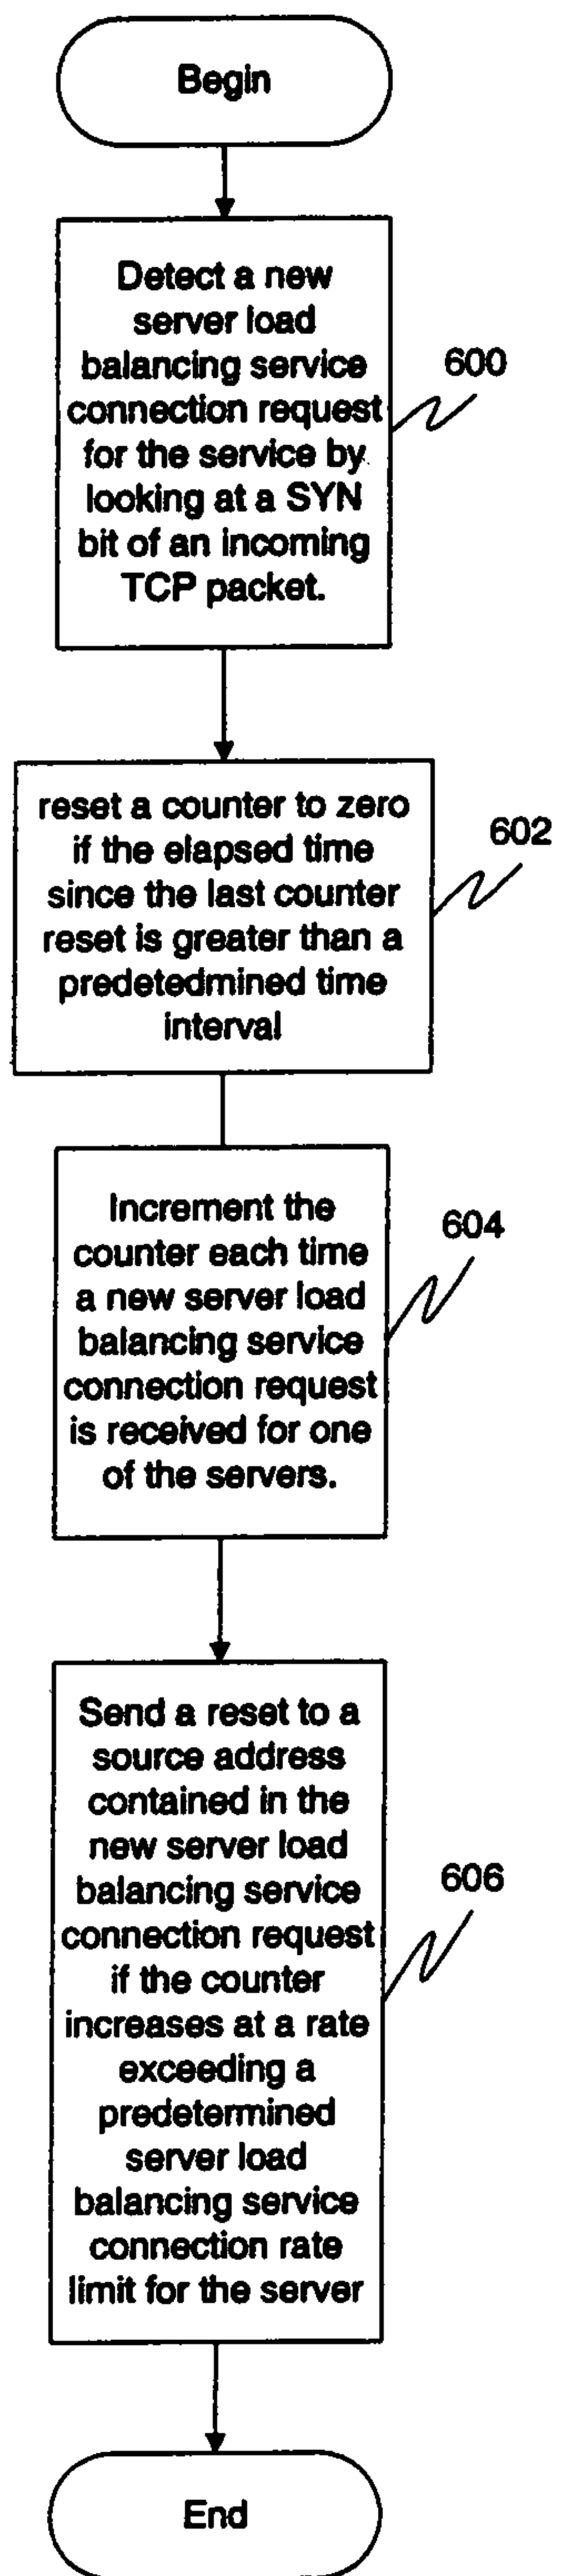 Begin
Detect a new
server load
balancing service
connection request
for the service by
looking at a SYN
bit of an incoming
TCP packet.
600
reset a counter to zero
if the elapsed time
since the last counter
reset is greater than a
predetedmined time
interval
602
Increment the
counter each time
a new server load
balancing service
connection request
is received for one
of the servers.
604
Send a reset to a
source address
contained in the
new server load
balancing service
connection request
if the counter
increases at a rate
exceeding a
predetermined
server load
balancing service
connection rate
limit for the server
606
End